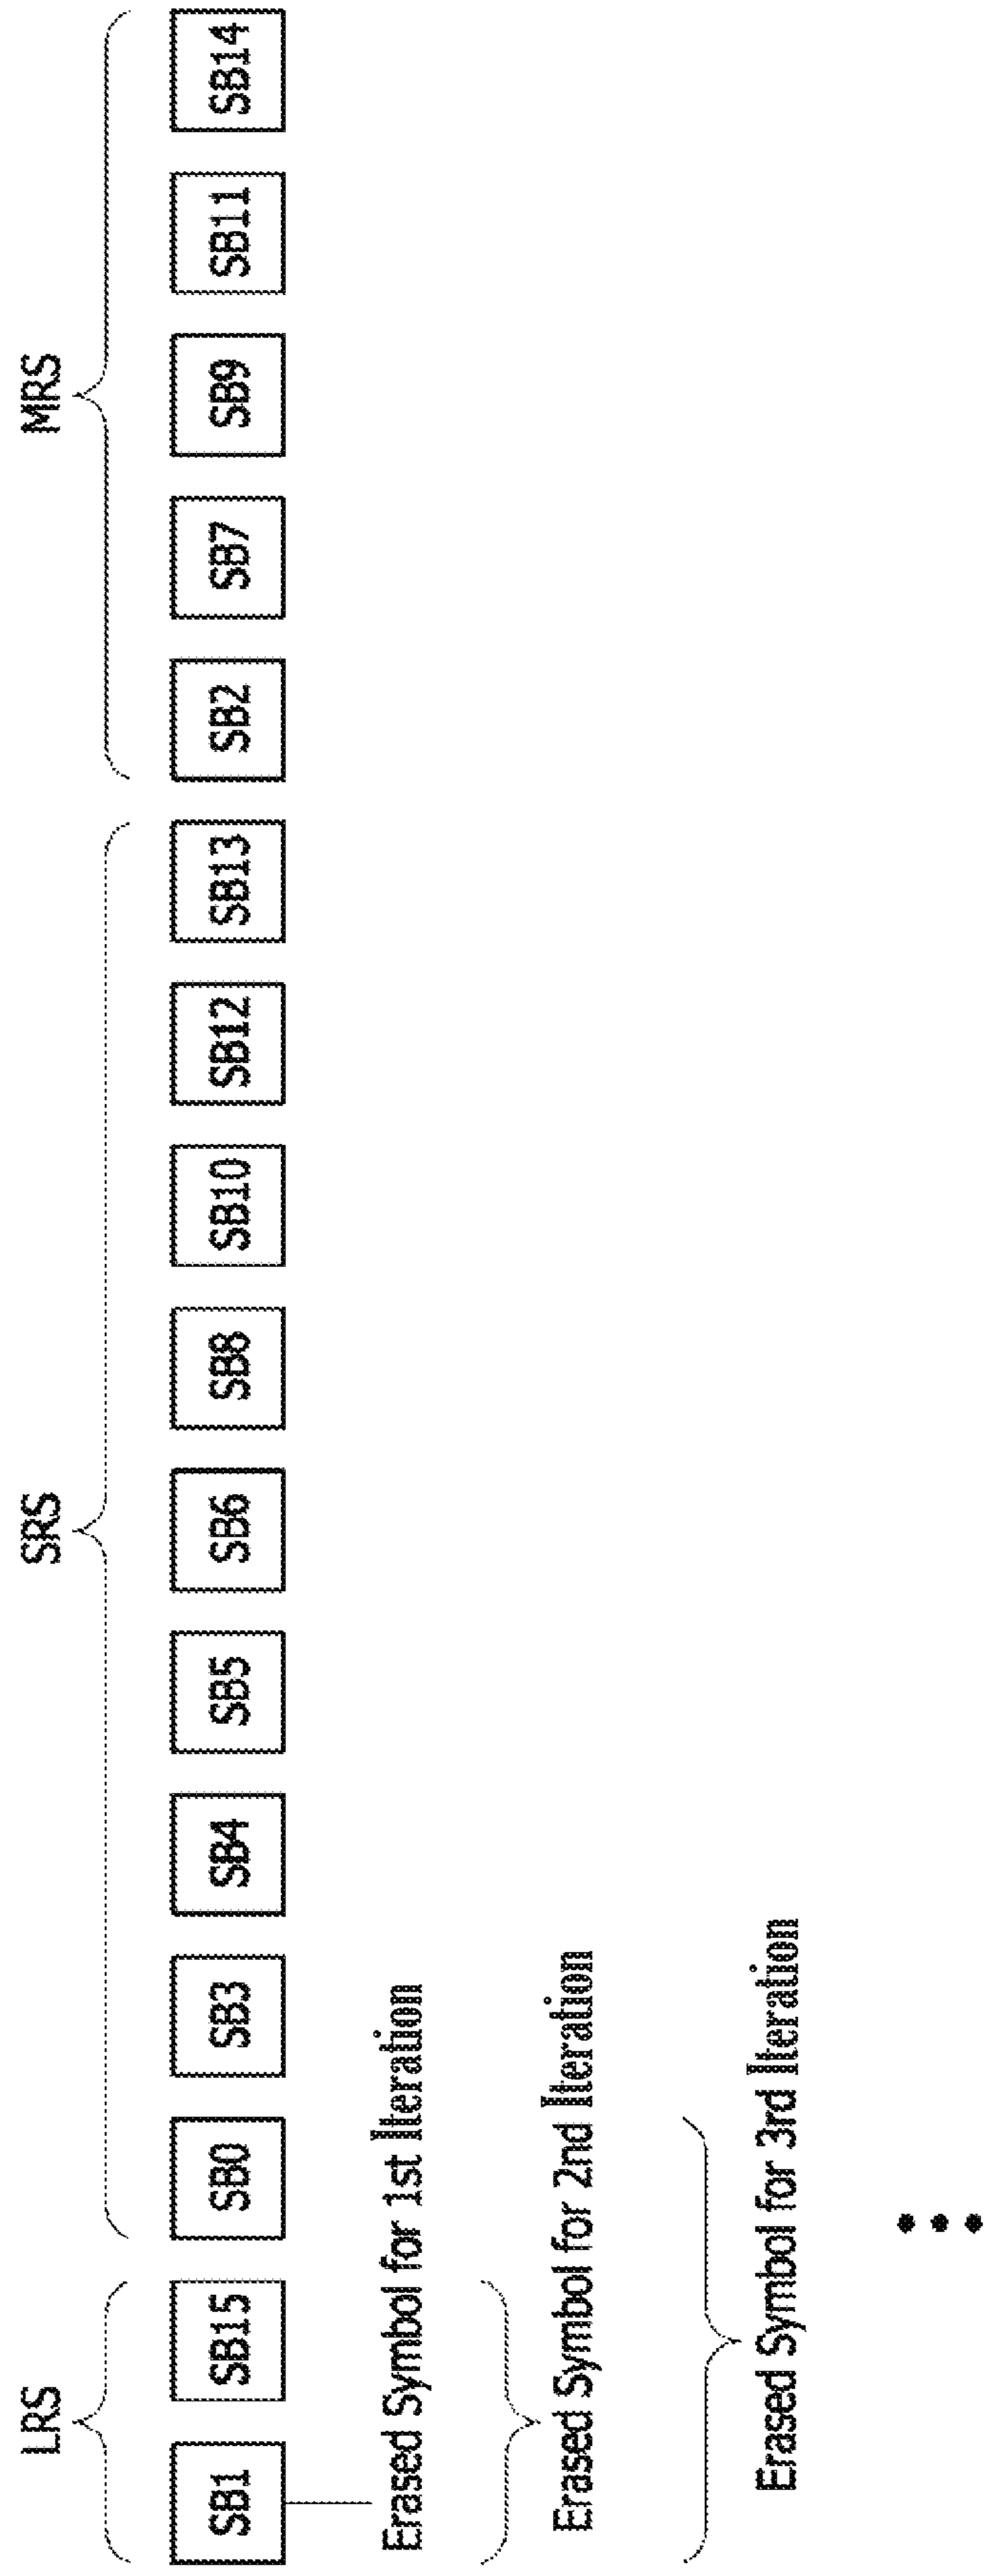 LRS SRS MRS
SB1 SB15 SB0 SB3 SB4 SB5 SB6 SB8 SB10 SB12 SB13 SB2 SB7 SB9 SB11 SB14
Erased Symbol for 1st Iteration
Erased Symbol for 2nd Iteration
Erased Symbol for 3rd Iteration